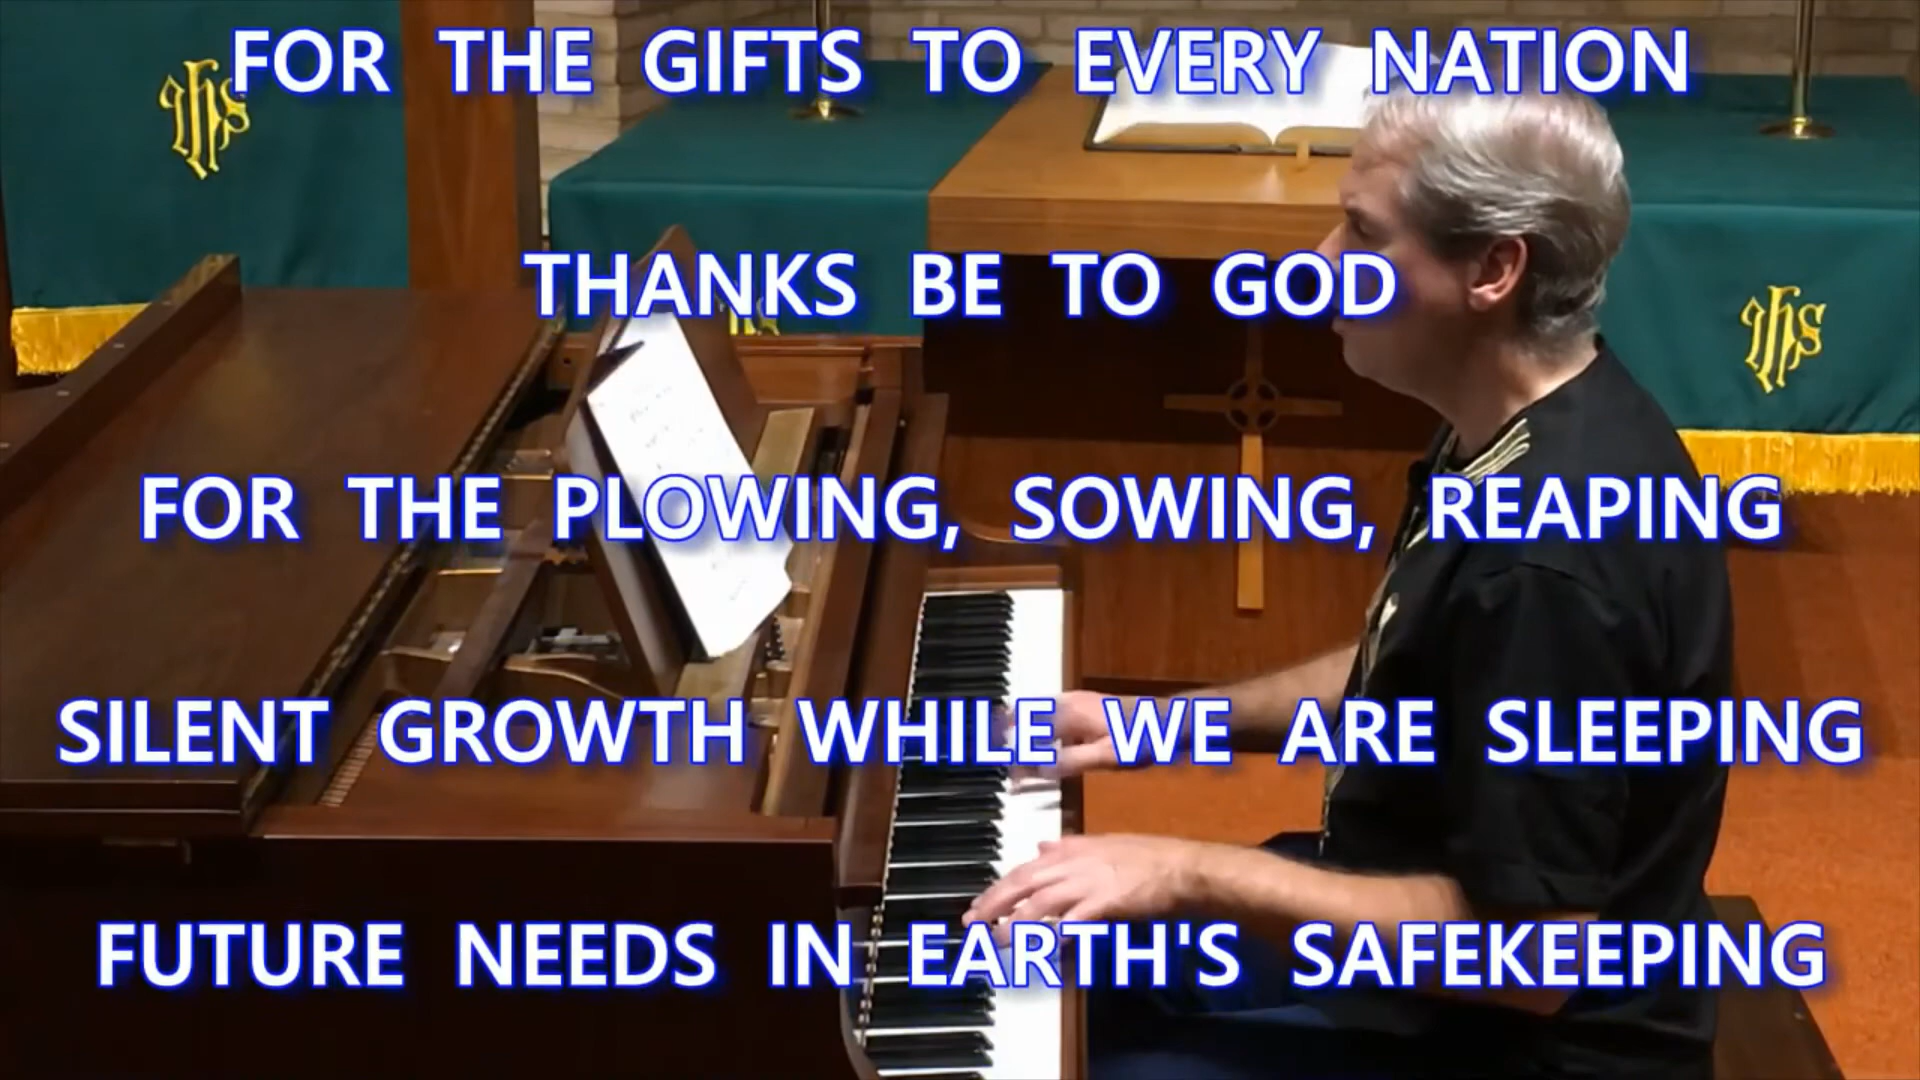 FOR THE GIFTS TO EVERY NATION
THANKS BE TO GOD
FOR THE PLOWING, SOWING, REAPING
SILENT GROWTH WHILE WE ARE SLEEPING
FUTURE NEEDS IN EARTH'S SAFEKEEPING